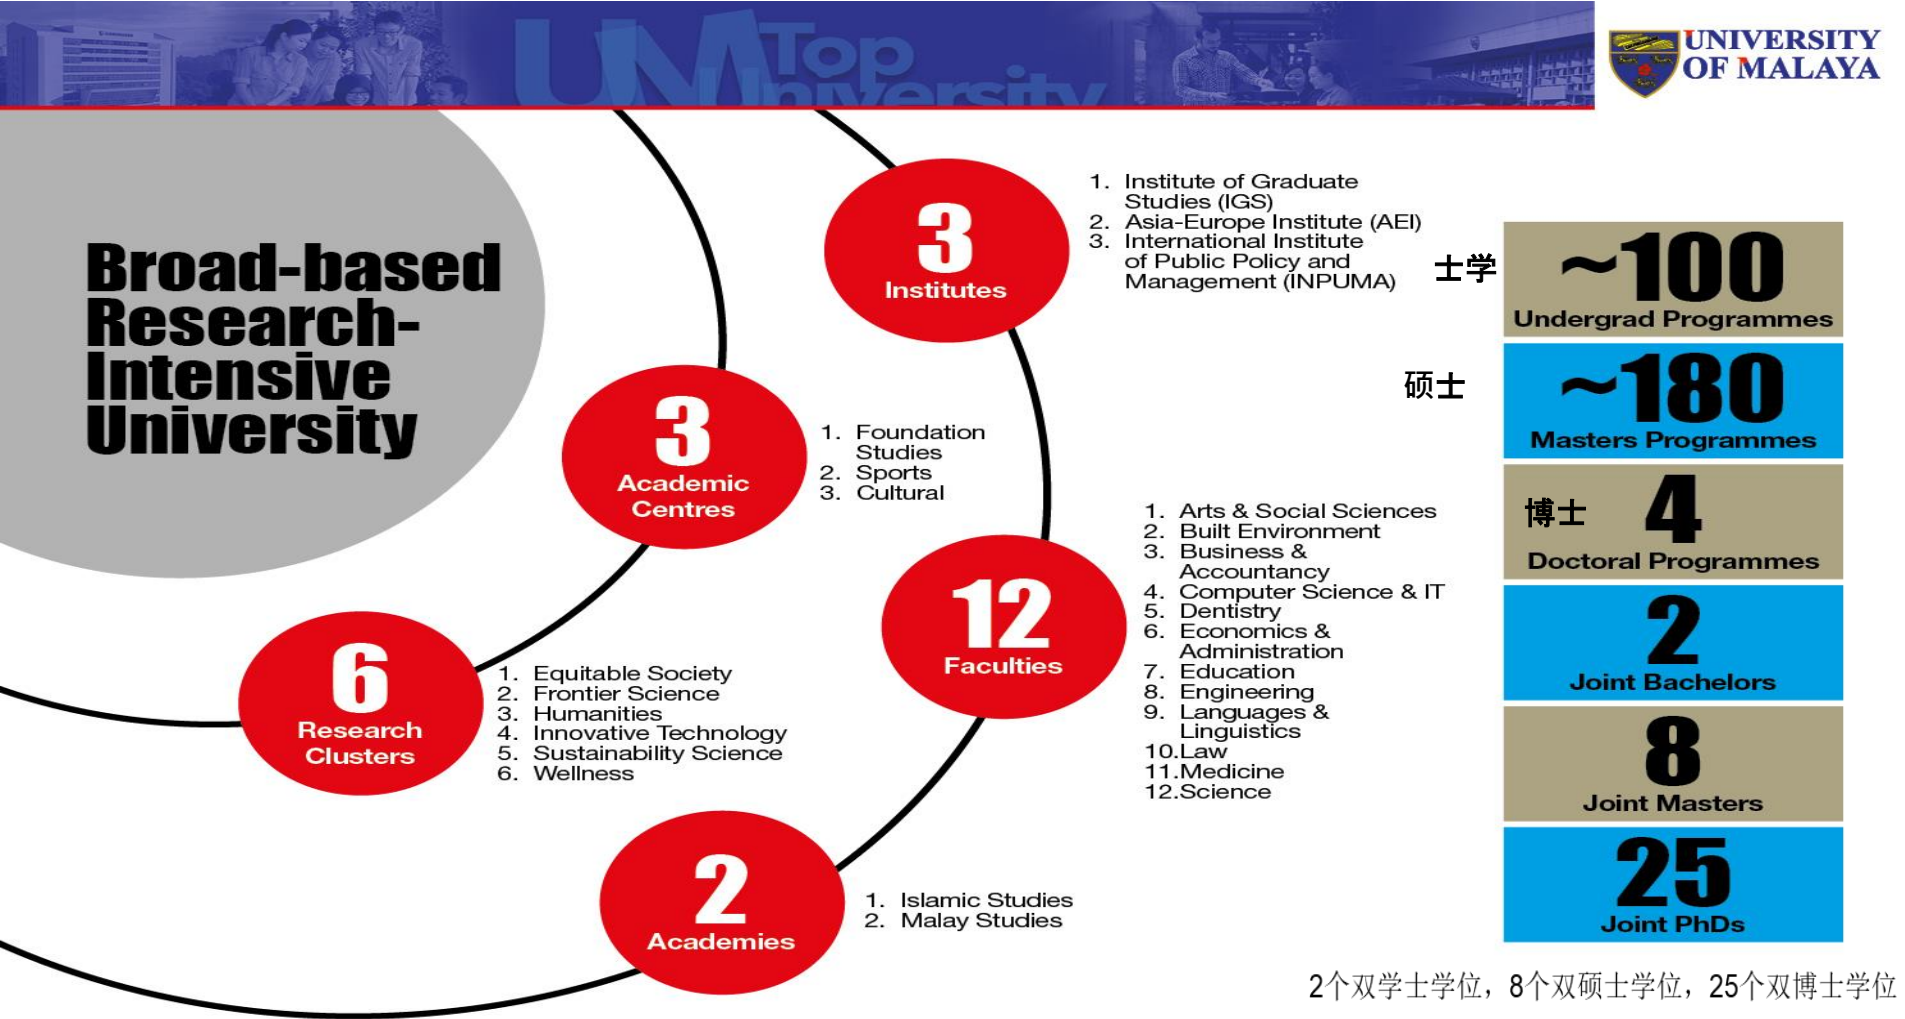 UM Top
University
UNIVERSITY
OF MALAYA
Broad-based
Research-
Intensive
University
3
Institutes
1. Institute of Graduate
Studies (IGS)
2. Asia-Europe Institute (AEI)
3. International Institute
of Public Policy and
Management (INPUMA)
3
Academic
Centres
1. Foundation
Studies
2. Sports
3. Cultural
12
Faculties
1. Arts & Social Sciences
2. Built Environment
3. Business &
Accountancy
4. Computer Science & IT
5. Dentistry
6. Economics &
Administration
7. Education
8. Engineering
9. Languages &
Linguistics
10.Law
11.Medicine
12.Science
6
Research
Clusters
1. Equitable Society
2. Frontier Science
3. Humanities
4. Innovative Technology
5. Sustainability Science
6. Wellness
2
Academies
1. Islamic Studies
2. Malay Studies
士学
~100
Undergrad Programmes
硕士
~180
Masters Programmes
博士
4
Doctoral Programmes
2
Joint Bachelors
8
Joint Masters
25
Joint PhDs
2个双学士学位，8个双硕士学位，25个双博士学位